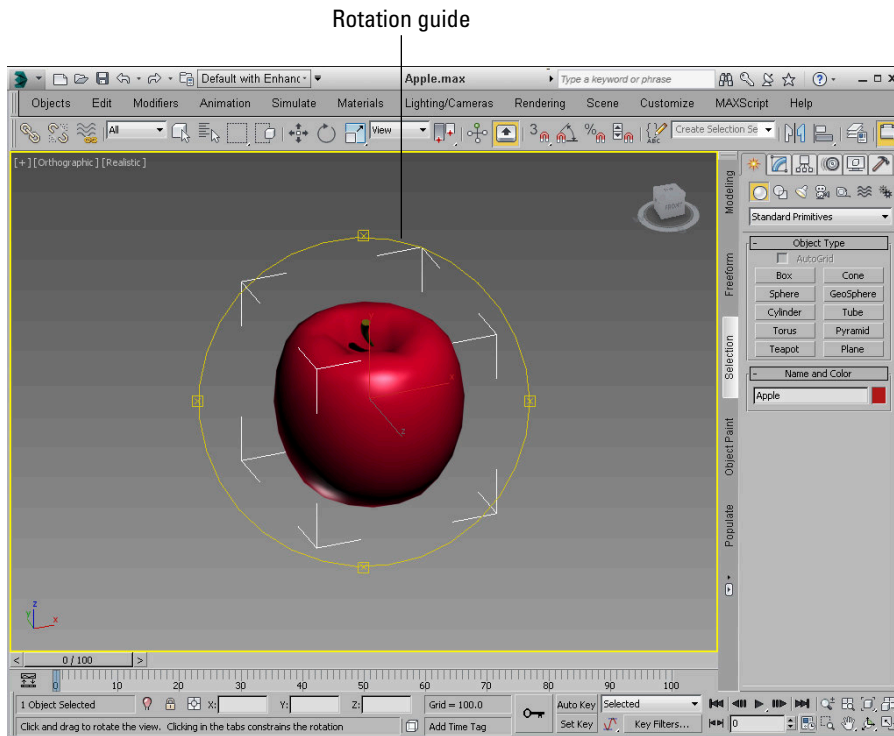 Rotation guide
Default with Enhanc
Apple.max
Type a keyword or phrase
Objects Edit Modifiers Animation Simulate Materials Lighting/Cameras Rendering Scene Customize MAXScript Help
All
View
3
%
ABC
Create Selection Se
[+] [Orthographic] [Realistic]
FRONT
x
z
z
y
x
Modeling
Freeform
Selection
Object Paint
Populate
Standard Primitives
- Object Type
AutoGrid
Box Cone
Sphere GeoSphere
Cylinder Tube
Torus Pyramid
Teapot Plane
- Name and Color
Apple
< 0 / 100 >
0 10 20 30 40 50 60 70 80 90 100
1 Object Selected X: Y: Z: Grid = 100.0 Auto Key Selected
Click and drag to rotate the view. Clicking in the tabs constrains the rotation Add Time Tag Set Key Key Filters... 0